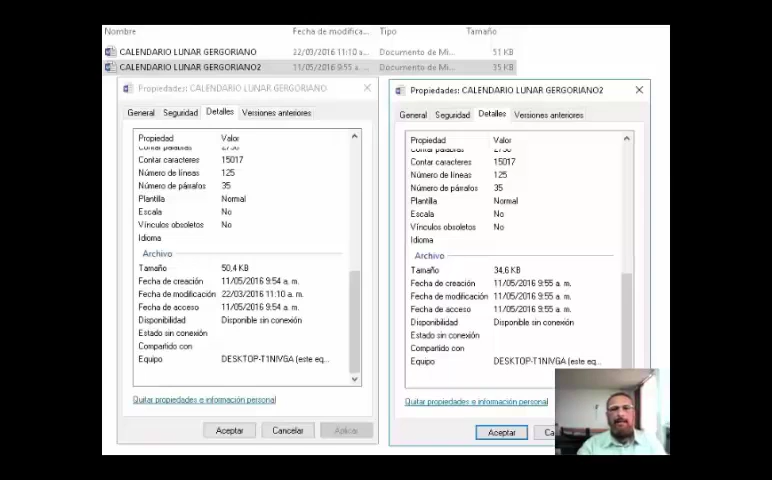 Nombre Fecha de modifica... Tipo Tamaño
CALENDARIO LUNAR GERGORIANO 22/03/2016 11:10 a... Documento de Mi... 51 KB
CALENDARIO LUNAR GERGORIANO2 11/05/2016 9:55 a... Documento de Mi... 35 KB
Propiedades: CALENDARIO LUNAR GERGORIANO
General Seguridad Detalles Versiones anteriores
Propiedad Valor
Contar palabras 2750
Contar caracteres 15017
Número de líneas 125
Número de párrafos 35
Plantilla Normal
Escala No
Vínculos obsoletos No
Idioma
Archivo
Tamaño 50,4 KB
Fecha de creación 11/05/2016 9:54 a. m.
Fecha de modificación 22/03/2016 11:10 a. m.
Fecha de acceso 11/05/2016 9:54 a. m.
Disponibilidad Disponible sin conexión
Estado sin conexión
Compartido con
Equipo DESKTOP-T1NIVGA (este eq...
Quitar propiedades e información personal
Aceptar Cancelar Aplicar
Propiedades: CALENDARIO LUNAR GERGORIANO2
General Seguridad Detalles Versiones anteriores
Propiedad Valor
Contar palabras 2750
Contar caracteres 15017
Número de líneas 125
Número de párrafos 35
Plantilla Normal
Escala No
Vínculos obsoletos No
Idioma
Archivo
Tamaño 34,6 KB
Fecha de creación 11/05/2016 9:55 a. m.
Fecha de modificación 11/05/2016 9:55 a. m.
Fecha de acceso 11/05/2016 9:55 a. m.
Disponibilidad Disponible sin conexión
Estado sin conexión
Compartido con
Equipo DESKTOP-T1NIVGA (este eq...
Quitar propiedades e información personal
Aceptar Ca